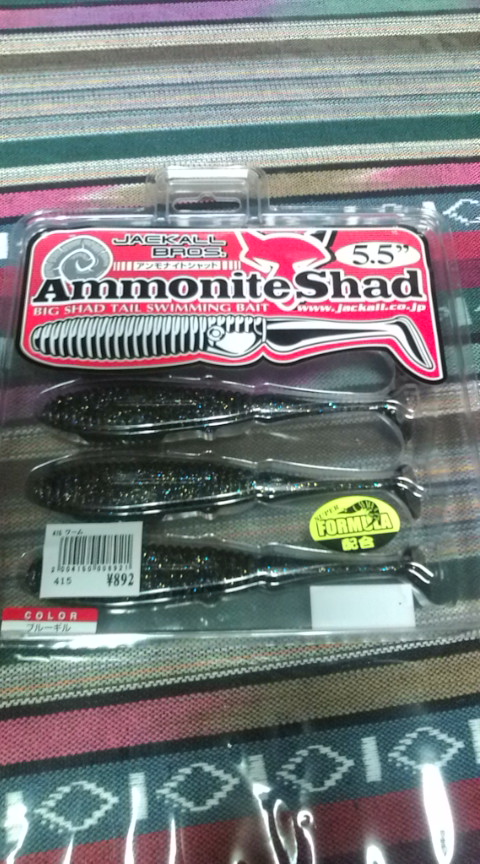 JACKALL
BROS.
アンモナイトシャッド
5.5"
Ammonite Shad
BIG SHAD TAIL SWIMMING BAIT
www.jackall.co.jp
SUPER
FORMULA
配合
ワーム
415 ¥892
COLOR
ブルーギル